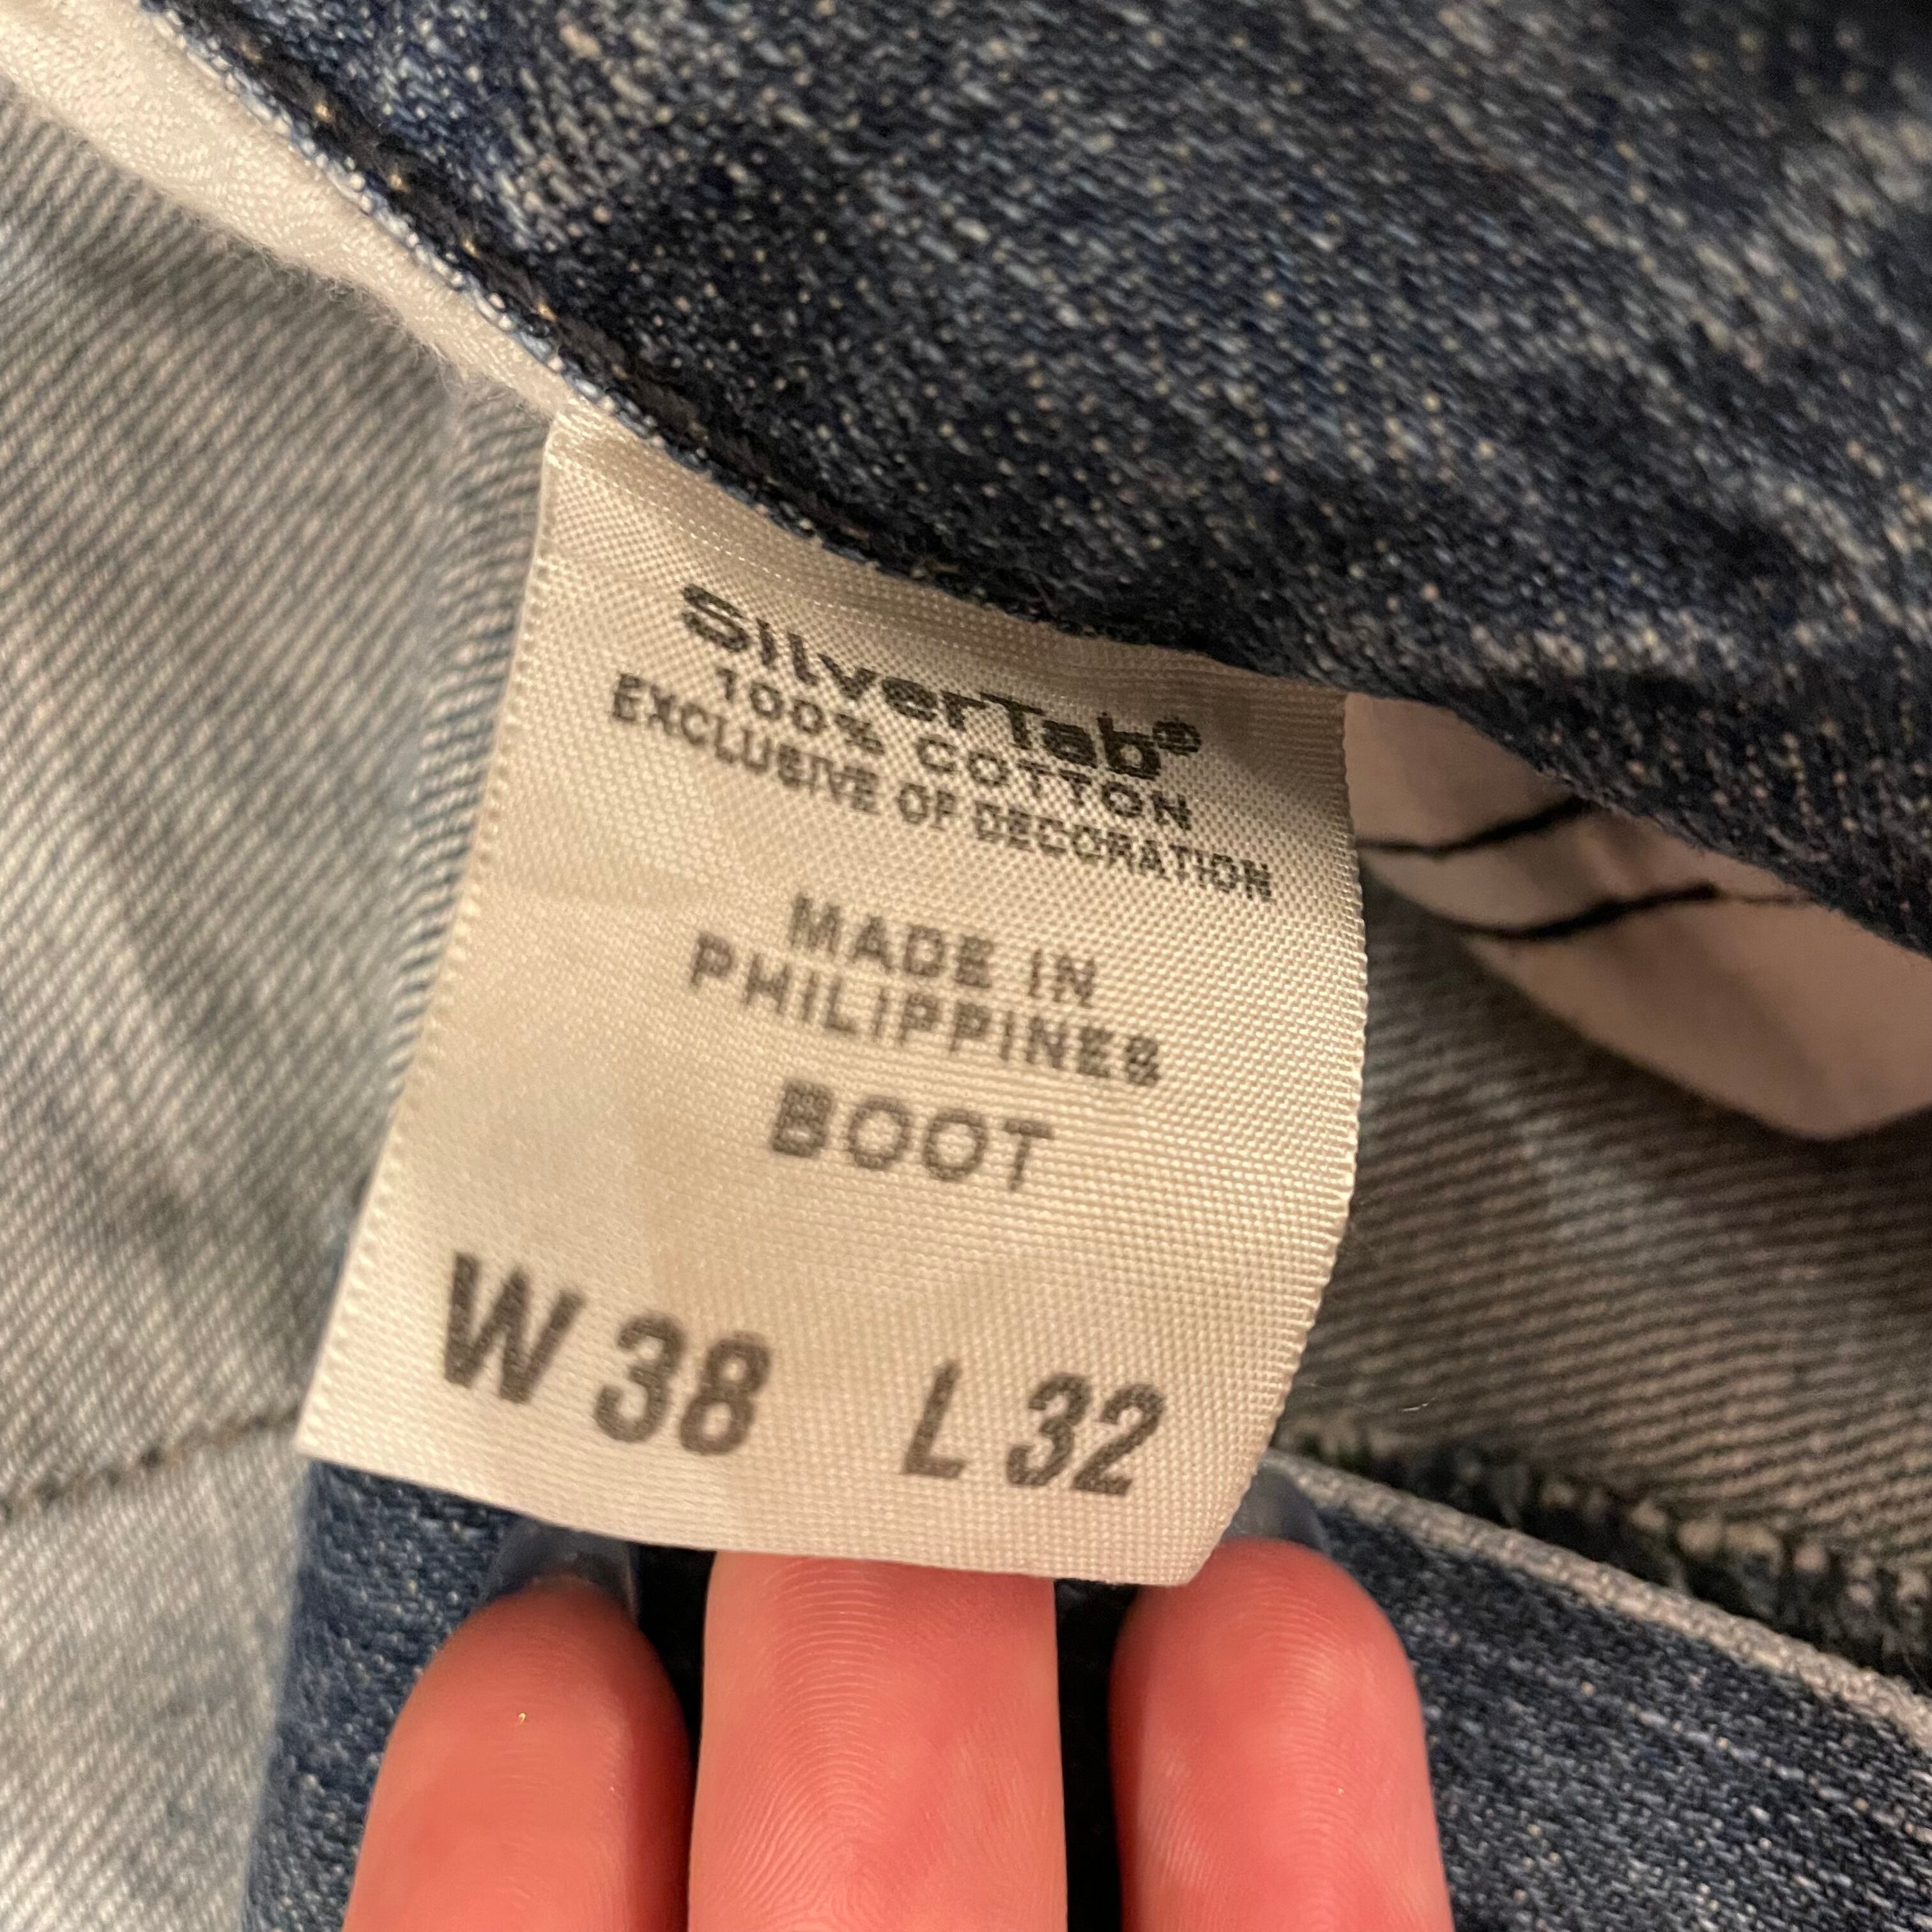 SilverTab®
100% COTTON
EXCLUSIVE OF DECORATION
MADE IN
PHILIPPINES
BOOT
W 38 L 32